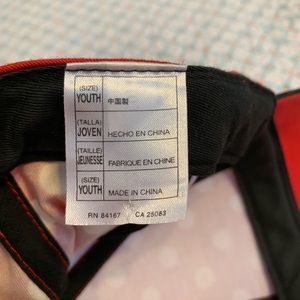 (SIZE)
YOUTH 中国製
(TALLA)
JOVEN HECHO EN CHINA
(TAILLE)
JEUNESSE FABRIQUE EN CHINE
(SIZE)
YOUTH MADE IN CHINA
RN 84167 CA 25083